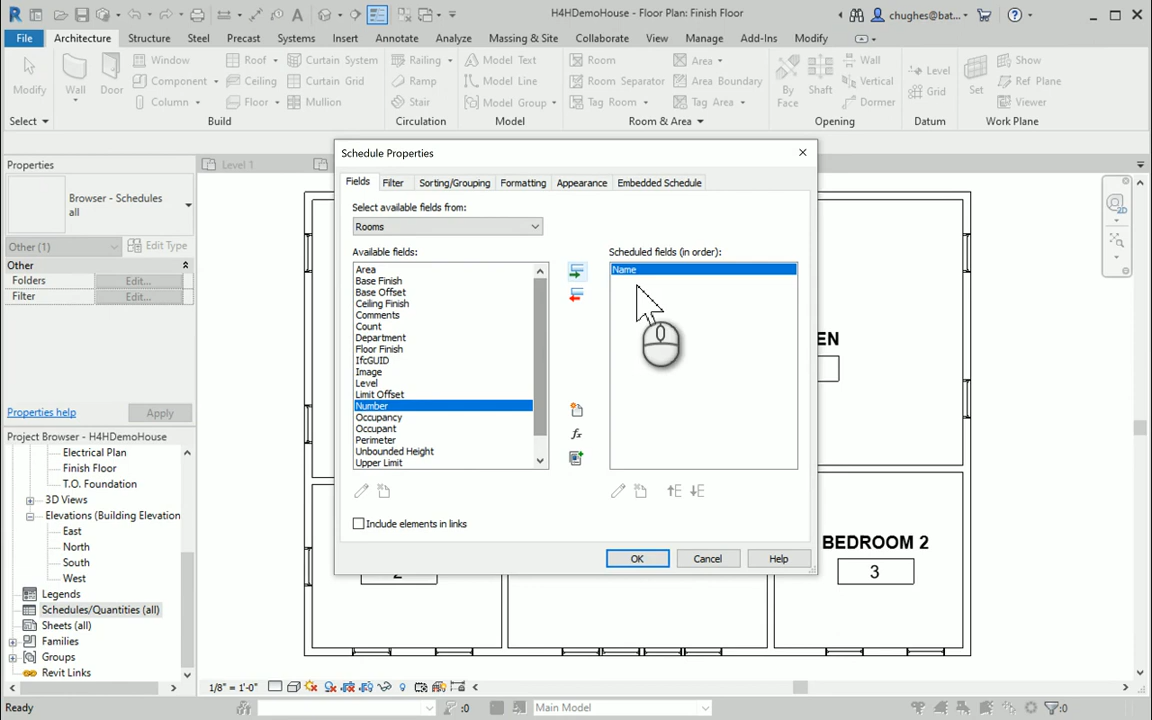 H4HDemoHouse - Floor Plan: Finish Floor
chughes@bat...
File Architecture Structure Steel Precast Systems Insert Annotate Analyze Massing & Site Collaborate View Manage Add-Ins Modify
Modify
Wall
Door
Window
Component
Column
Roof
Ceiling
Floor
Curtain System
Curtain Grid
Mullion
Railing
Ramp
Stair
Model Text
Model Line
Model Group
Room
Room Separator
Tag Room
Area
Area Boundary
Tag Area
By Face
Shaft
Wall
Vertical
Dormer
Level
Grid
Set
Show
Ref Plane
Viewer
Select Build Circulation Model Room & Area Opening Datum Work Plane
Properties
Browser - Schedules
all
Other (1)
Edit Type
Other
Folders Edit...
Filter Edit...
Properties help
Apply
Project Browser - H4HDemoHouse
Electrical Plan
Finish Floor
T.O. Foundation
3D Views
Elevations (Building Elevation
East
North
South
West
Legends
Schedules/Quantities (all)
Sheets (all)
Families
Groups
Revit Links
Level 1
Schedule Properties
Fields Filter Sorting/Grouping Formatting Appearance Embedded Schedule
Select available fields from:
Rooms
Available fields:
Area
Base Finish
Base Offset
Ceiling Finish
Comments
Count
Department
Floor Finish
IfcGUID
Image
Level
Limit Offset
Number
Occupancy
Occupant
Perimeter
Unbounded Height
Upper Limit
fx
Scheduled fields (in order):
Name
Include elements in links
OK Cancel Help
EN
BEDROOM 2
3
2D
1/8" = 1'-0"
Ready
:0
Main Model
:0